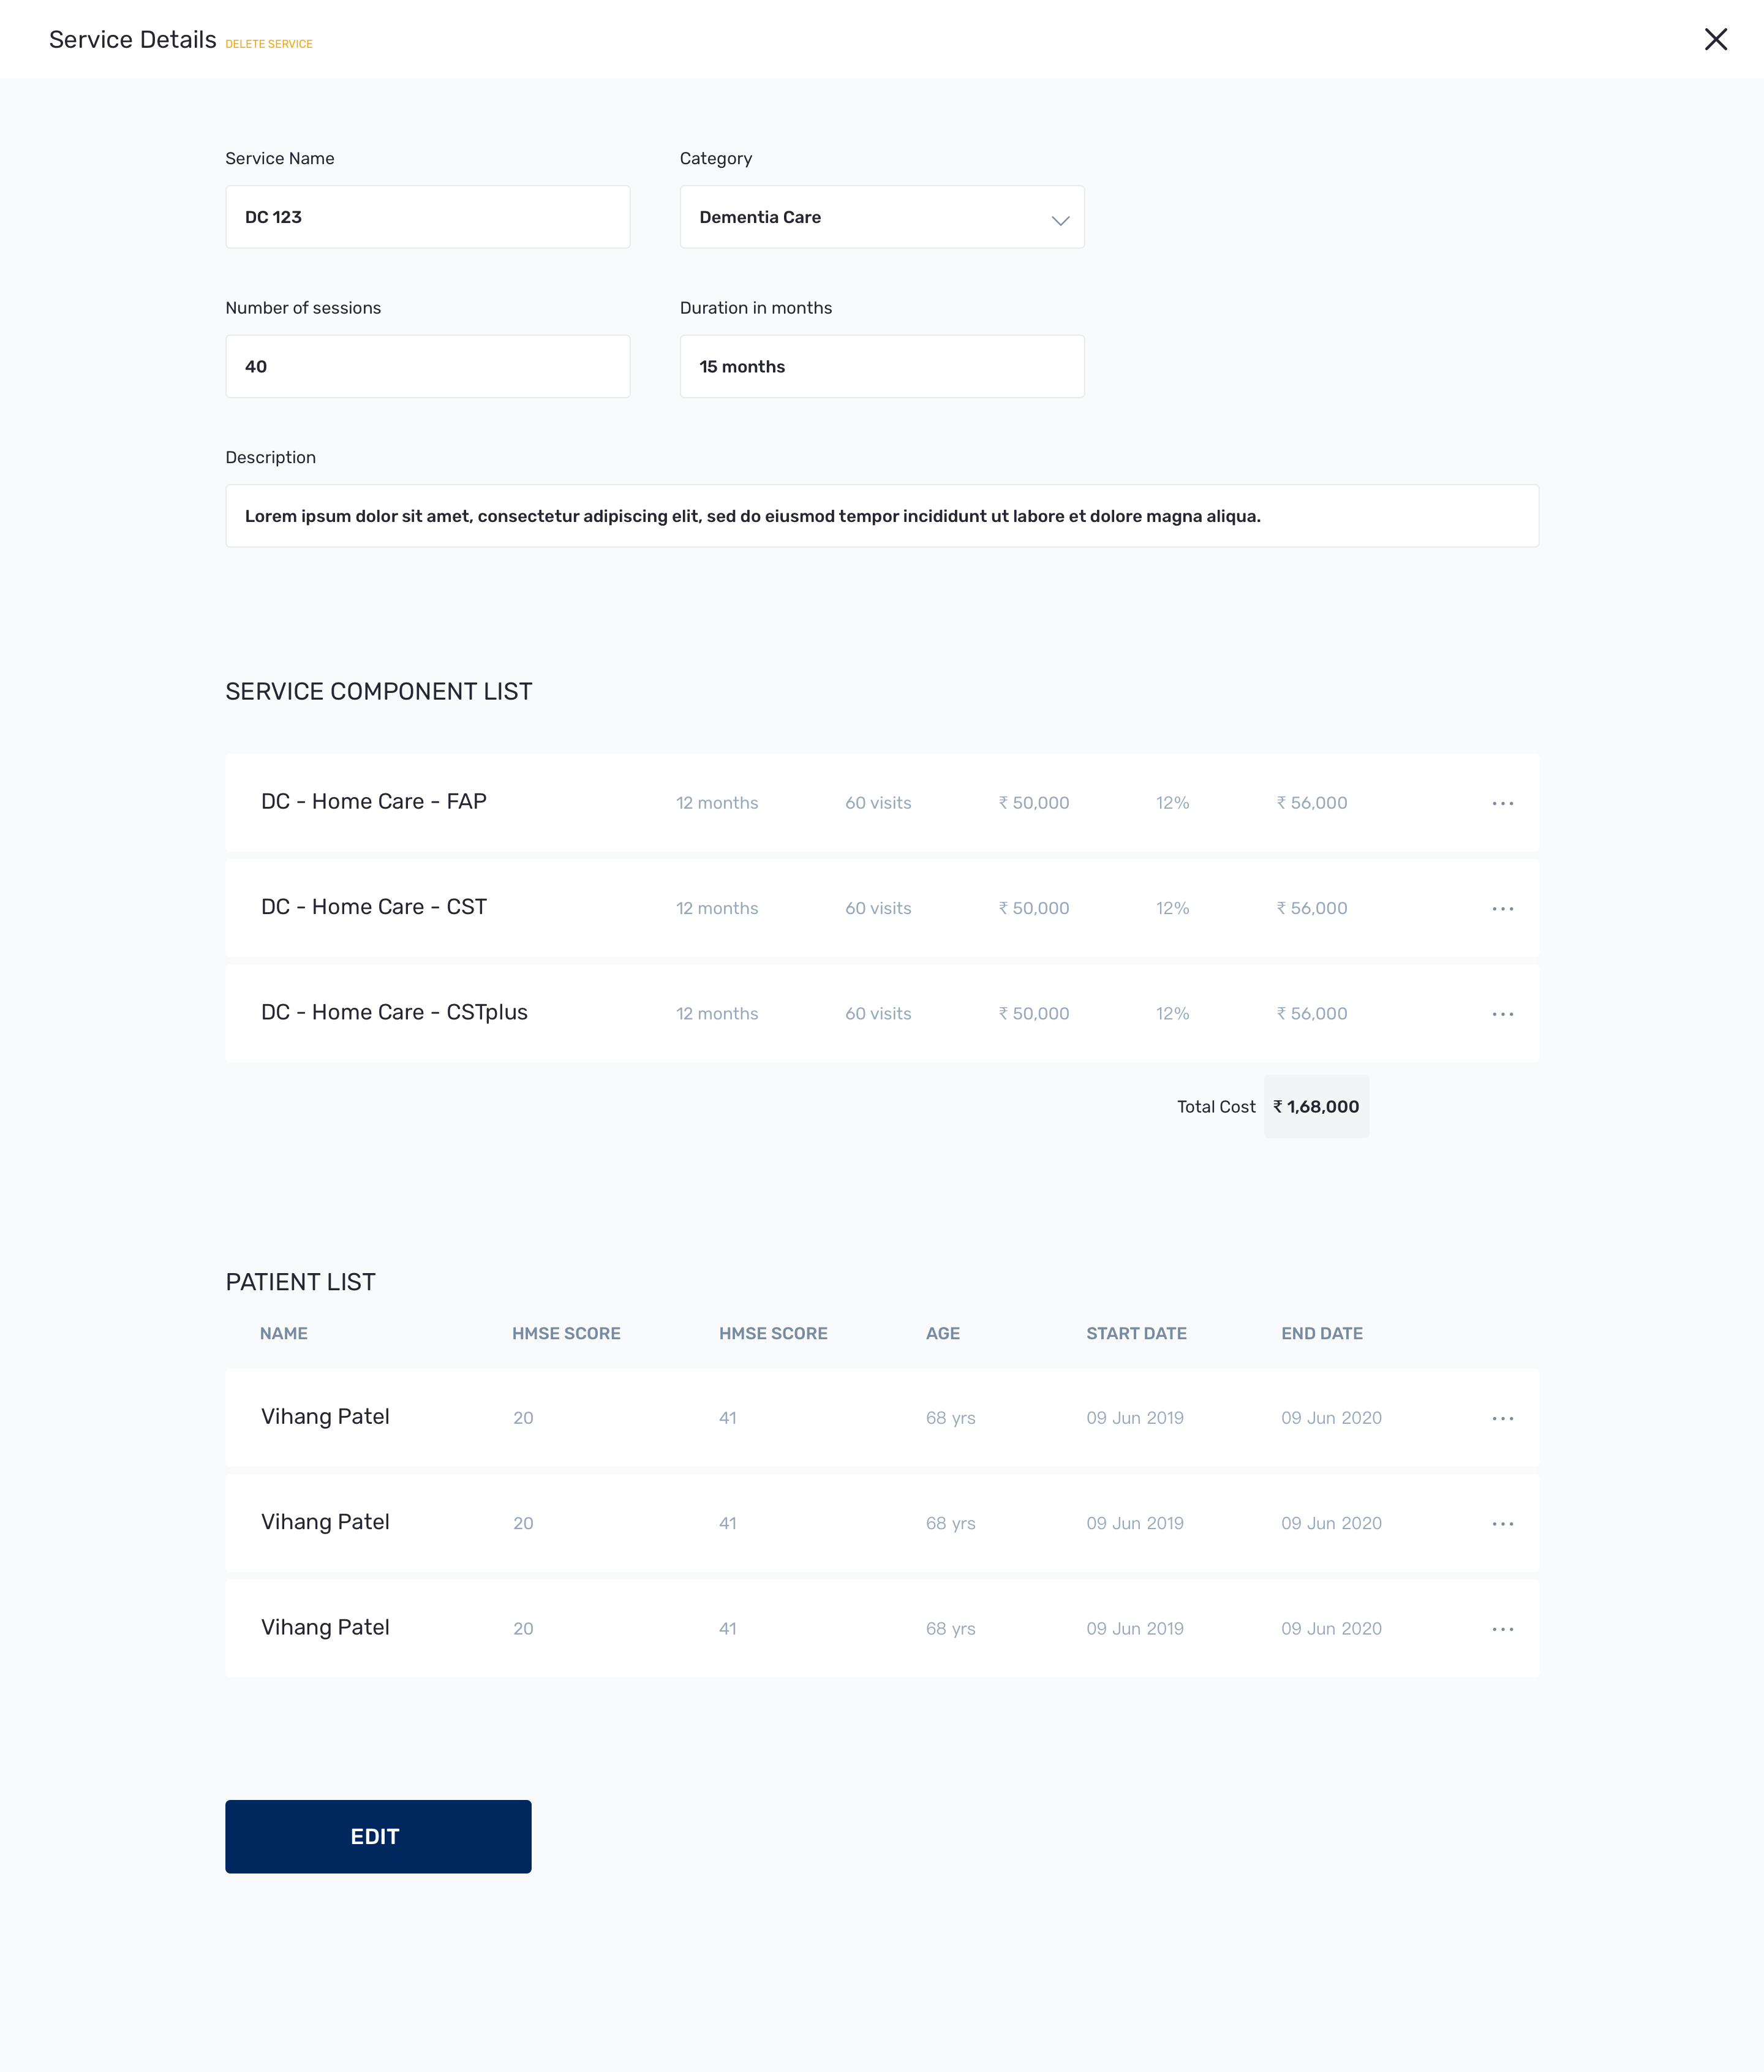 Service Details DELETE SERVICE
Service Name Category
DC 123 Dementia Care
Number of sessions Duration in months
40 15 months
Description
Lorem ipsum dolor sit amet, consectetur adipiscing elit, sed do eiusmod tempor incididunt ut labore et dolore magna aliqua.
SERVICE COMPONENT LIST
DC - Home Care - FAP 12 months 60 visits ₹ 50,000 12% ₹ 56,000
DC - Home Care - CST 12 months 60 visits ₹ 50,000 12% ₹ 56,000
DC - Home Care - CSTplus 12 months 60 visits ₹ 50,000 12% ₹ 56,000
Total Cost ₹ 1,68,000
PATIENT LIST
NAME HMSE SCORE HMSE SCORE AGE START DATE END DATE
Vihang Patel 20 41 68 yrs 09 Jun 2019 09 Jun 2020
Vihang Patel 20 41 68 yrs 09 Jun 2019 09 Jun 2020
Vihang Patel 20 41 68 yrs 09 Jun 2019 09 Jun 2020
EDIT